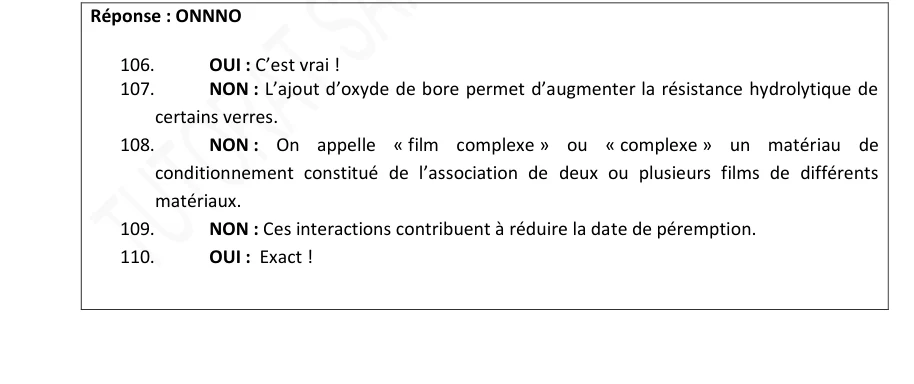 Réponse : ONNNO
106. OUI : C’est vrai !
107. NON : L’ajout d’oxyde de bore permet d’augmenter la résistance hydrolytique de
certains verres.
108. NON : On appelle « film complexe » ou « complexe » un matériau de
conditionnement constitué de l’association de deux ou plusieurs films de différents
matériaux.
109. NON : Ces interactions contribuent à réduire la date de péremption.
110. OUI : Exact !
TUTORAT SA